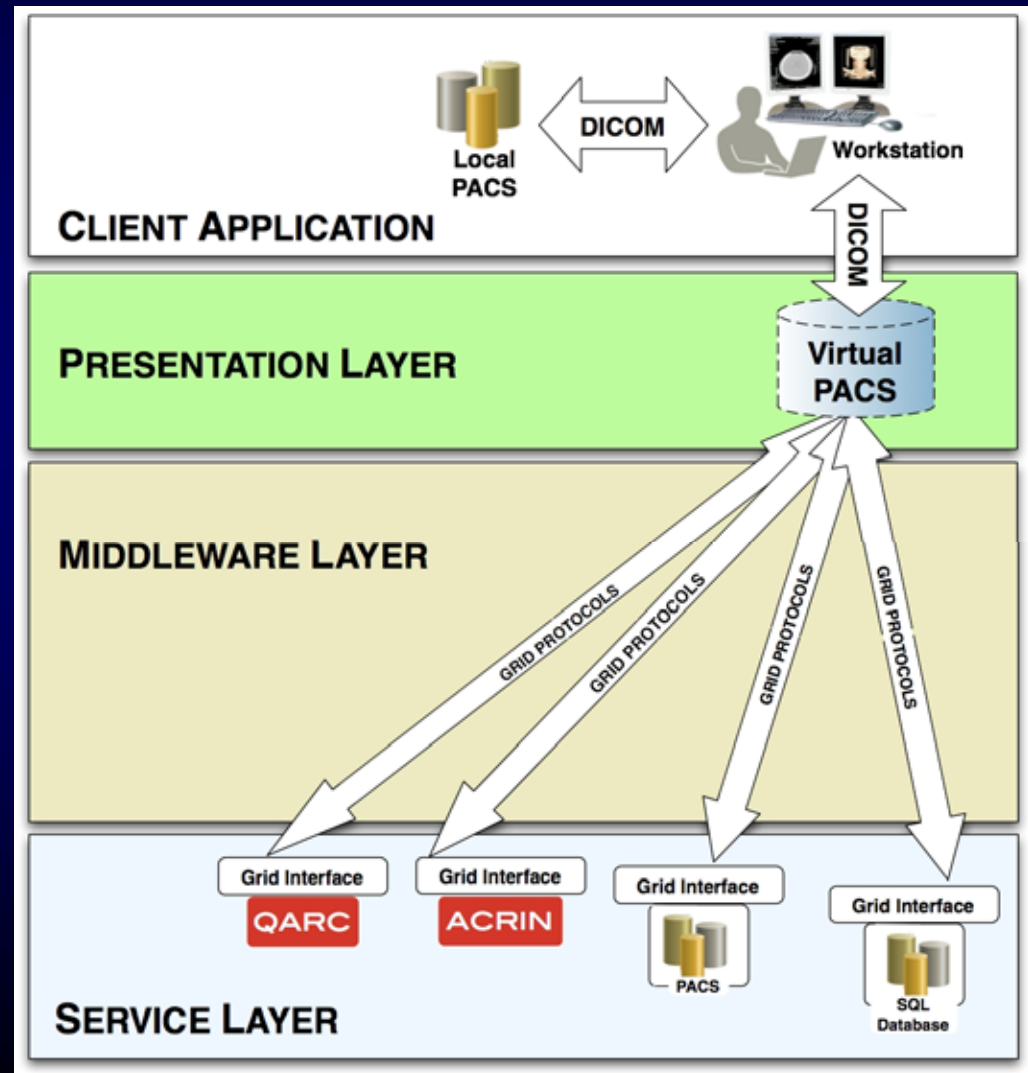 DICOM
Local
PACS
Workstation
CLIENT APPLICATION
DICOM
PRESENTATION LAYER
Virtual
PACS
MIDDLEWARE LAYER
GRID PROTOCOLS
GRID PROTOCOLS
GRID PROTOCOLS
GRID PROTOCOLS
Grid Interface
QARC
Grid Interface
ACRIN
Grid Interface
PACS
Grid Interface
SQL
Database
SERVICE LAYER